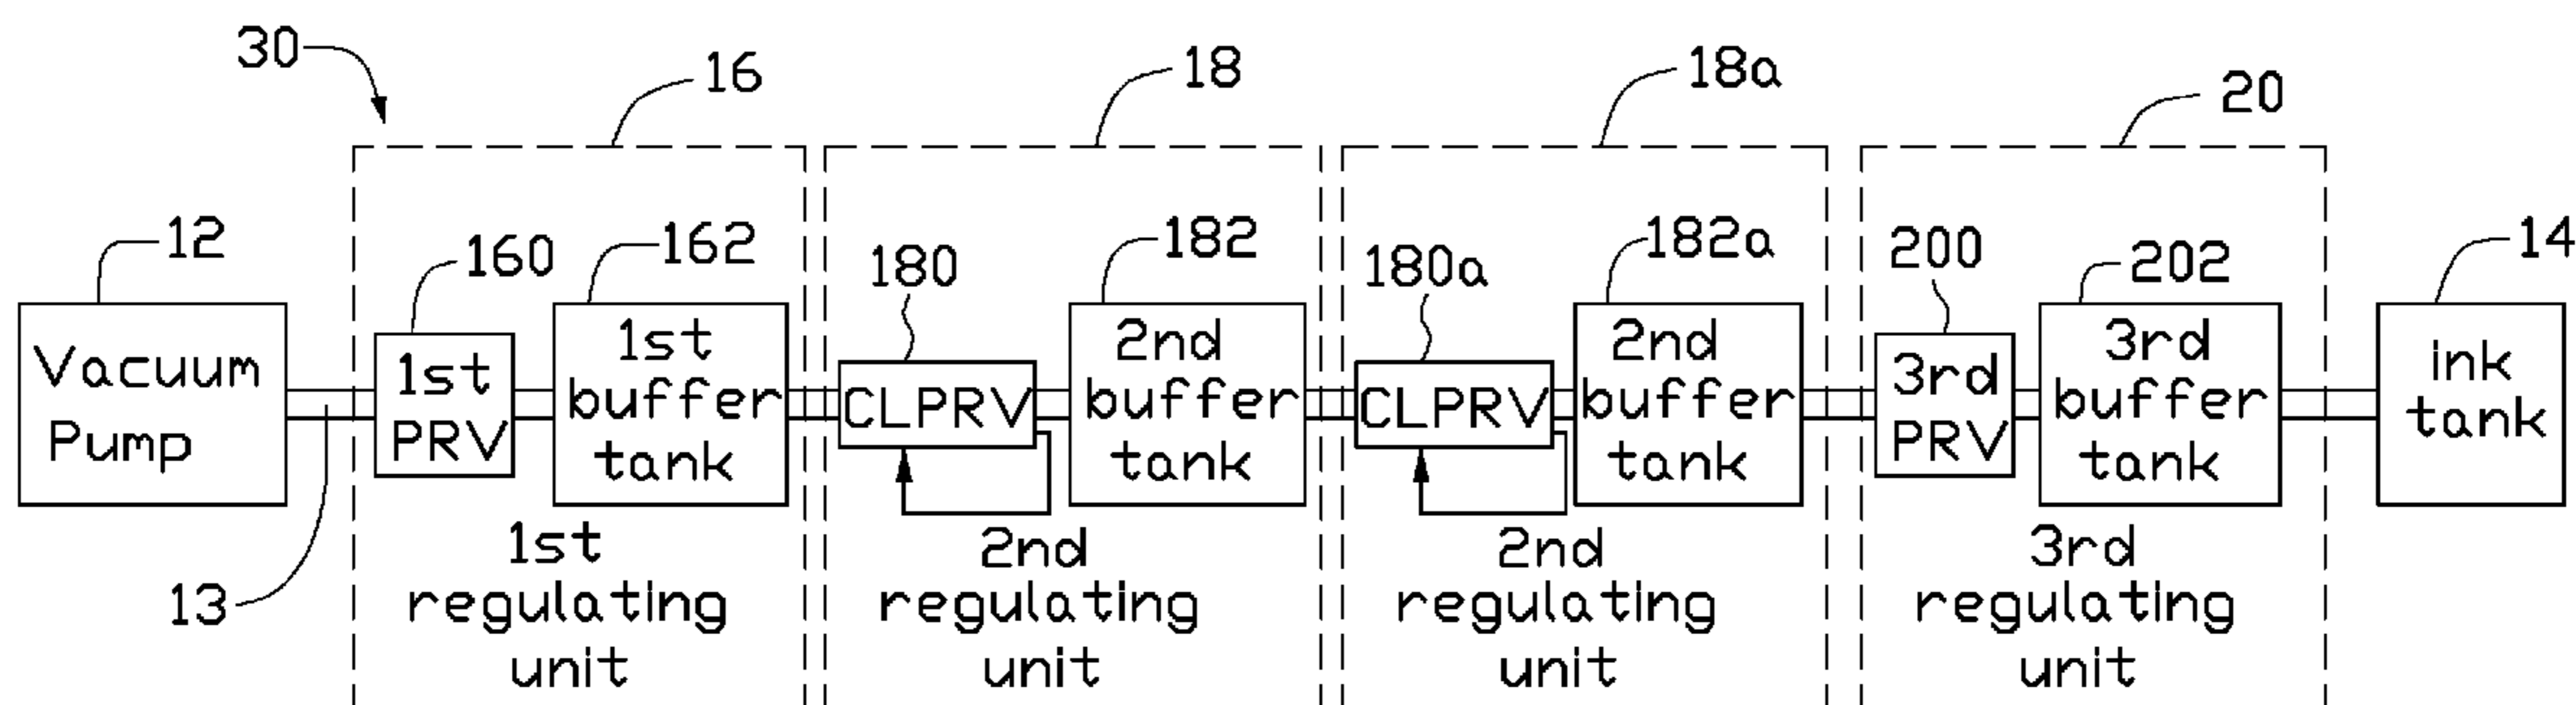 30
16
18
18a
20
12
160
162
180
182
180a
182a
200
202
14
Vacuum
Pump
1st
PRV
1st
buffer
tank
CLPRV
2nd
buffer
tank
CLPRV
2nd
buffer
tank
3rd
PRV
3rd
buffer
tank
ink
tank
13
1st
regulating
unit
2nd
regulating
unit
2nd
regulating
unit
3rd
regulating
unit